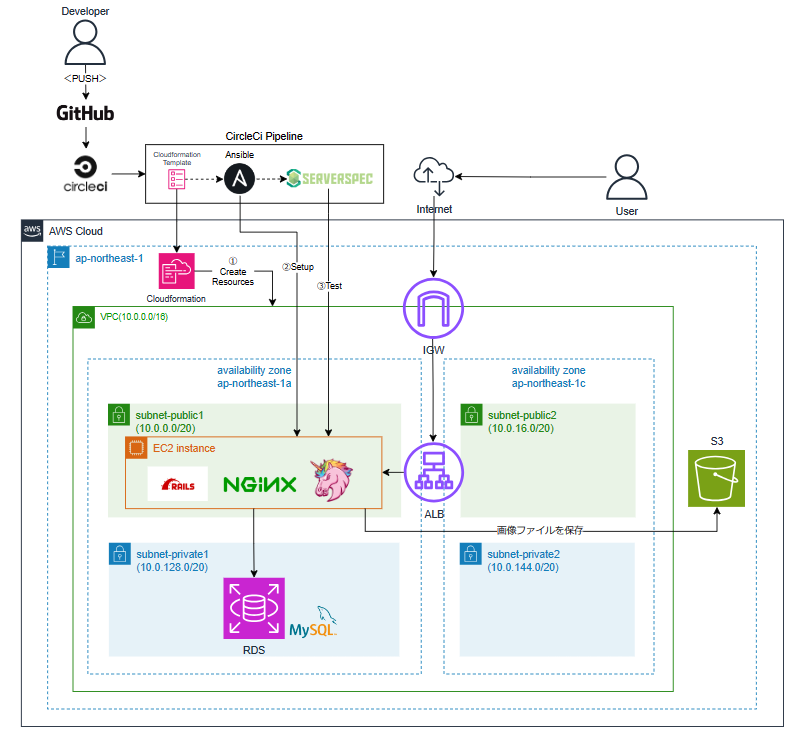 Developer
<PUSH>
GitHub
circleci
CircleCi Pipeline
Cloudformation
Template
Ansible
SERVERSPEC
Internet
User
aws
AWS Cloud
ap-northeast-1
Cloudformation
①
Create
Resources
②Setup
③Test
VPC(10.0.0.0/16)
IGW
availability zone
ap-northeast-1a
availability zone
ap-northeast-1c
subnet-public1
(10.0.0.0/20)
subnet-public2
(10.0.16.0/20)
EC2 instance
RAILS
NGINX
ALB
S3
画像ファイルを保存
subnet-private1
(10.0.128.0/20)
subnet-private2
(10.0.144.0/20)
MySQL
RDS